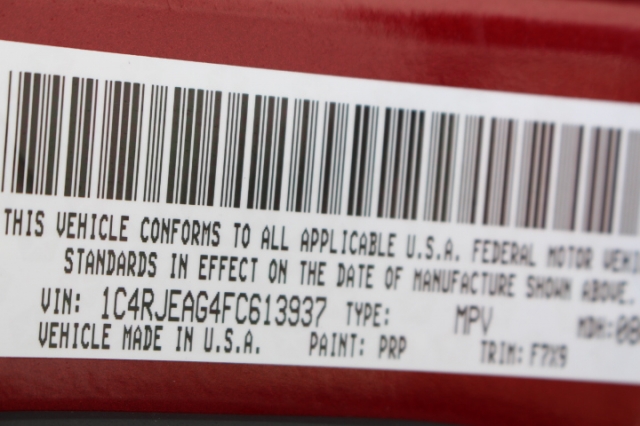 THIS VEHICLE CONFORMS TO ALL APPLICABLE U.S.A. FEDERAL MOTOR
STANDARDS IN EFFECT ON THE DATE OF MANUFACTURE SHOWN ABOVE.
VIN: 1C4RJEAG4FC613937 TYPE: MPV MDH:
VEHICLE MADE IN U.S.A. PAINT: PRP TRIM: F7X9